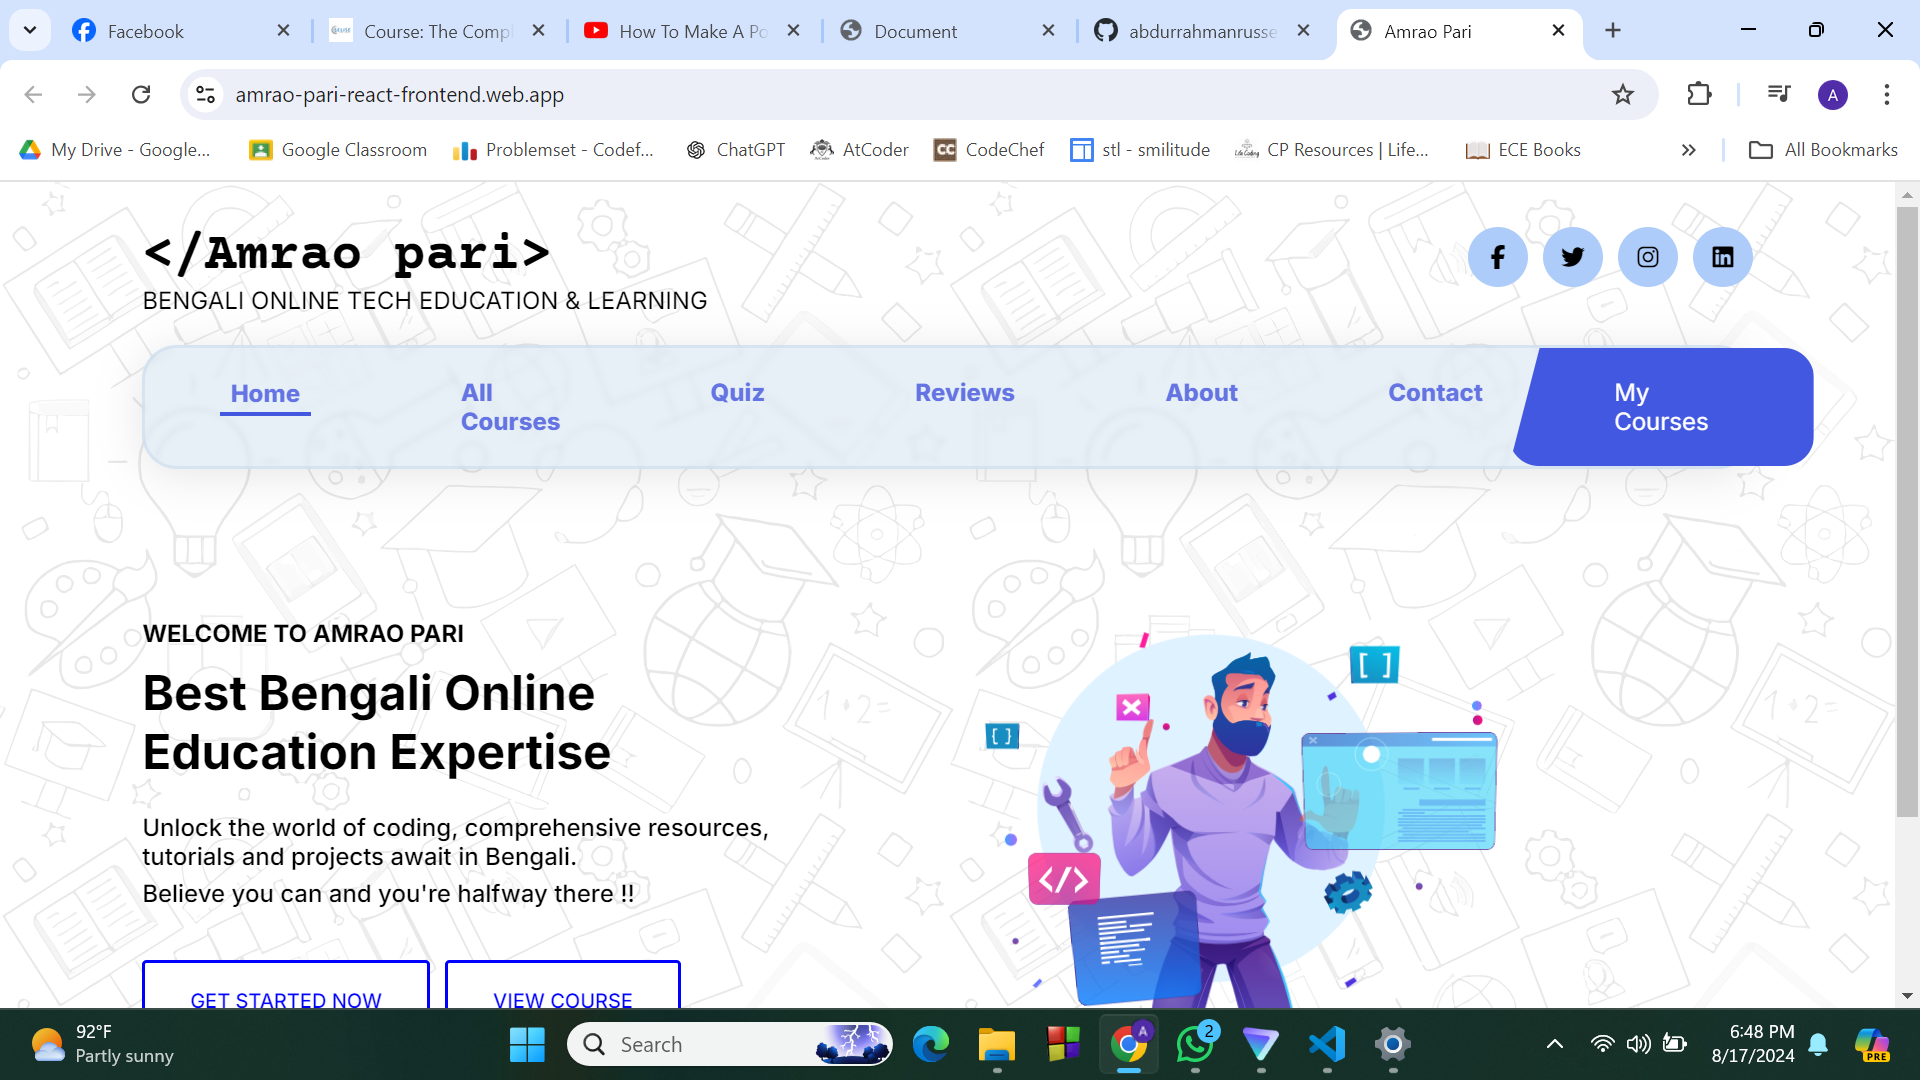 Facebook
Course: The Compl
How To Make A Po
Document
abdurrahmanrusse
Amrao Pari
amrao-pari-react-frontend.web.app
A
My Drive - Google...
Google Classroom
Problemset - Codef...
ChatGPT
AtCoder
CC CodeChef
stl - smilitude
CP Resources | Life...
ECE Books
All Bookmarks
</Amrao pari>
BENGALI ONLINE TECH EDUCATION & LEARNING
Home
All
Courses
Quiz
Reviews
About
Contact
My
Courses
WELCOME TO AMRAO PARI
Best Bengali Online
Education Expertise
Unlock the world of coding, comprehensive resources,
tutorials and projects await in Bengali.
Believe you can and you're halfway there !!
GET STARTED NOW
VIEW COURSE
[ ]
{ }
</>
92°F
Partly sunny
Search
A
2
6:48 PM
8/17/2024
PRE